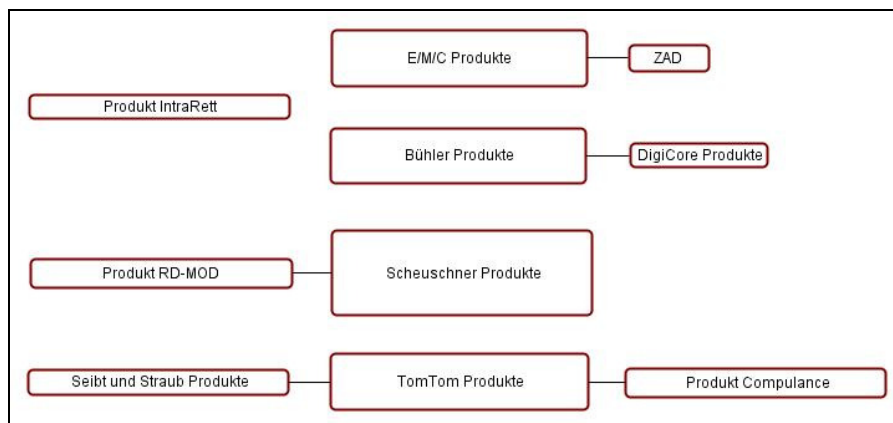 E/M/C Produkte
ZAD
Produkt IntraRett
Bühler Produkte
DigiCore Produkte
Produkt RD-MOD
Scheuschner Produkte
Seibt und Straub Produkte
TomTom Produkte
Produkt Compulance